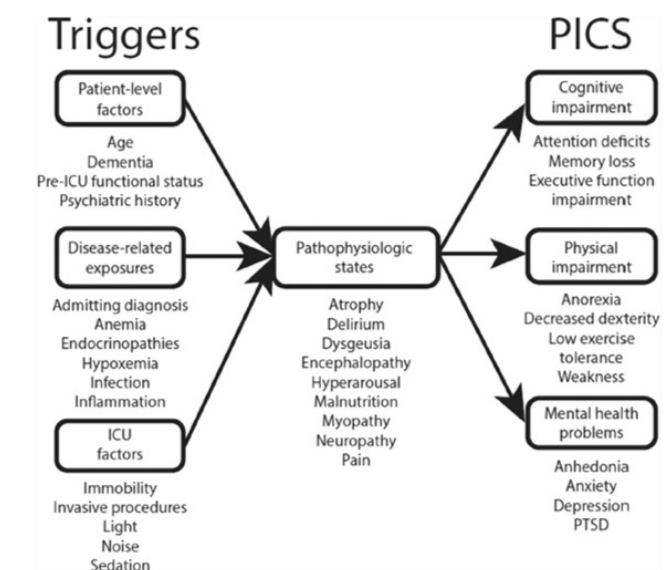 Triggers
PICS
Patient-level
factors
Age
Dementia
Pre-ICU functional status
Psychiatric history
Disease-related
exposures
Admitting diagnosis
Anemia
Endocrinopathies
Hypoxemia
Infection
Inflammation
ICU
factors
Immobility
Invasive procedures
Light
Noise
Sedation
Pathophysiologic
states
Atrophy
Delirium
Dysgeusia
Encephalopathy
Hyperarousal
Malnutrition
Myopathy
Neuropathy
Pain
Cognitive
impairment
Attention deficits
Memory loss
Executive function
impairment
Physical
impairment
Anorexia
Decreased dexterity
Low exercise
tolerance
Weakness
Mental health
problems
Anhedonia
Anxiety
Depression
PTSD